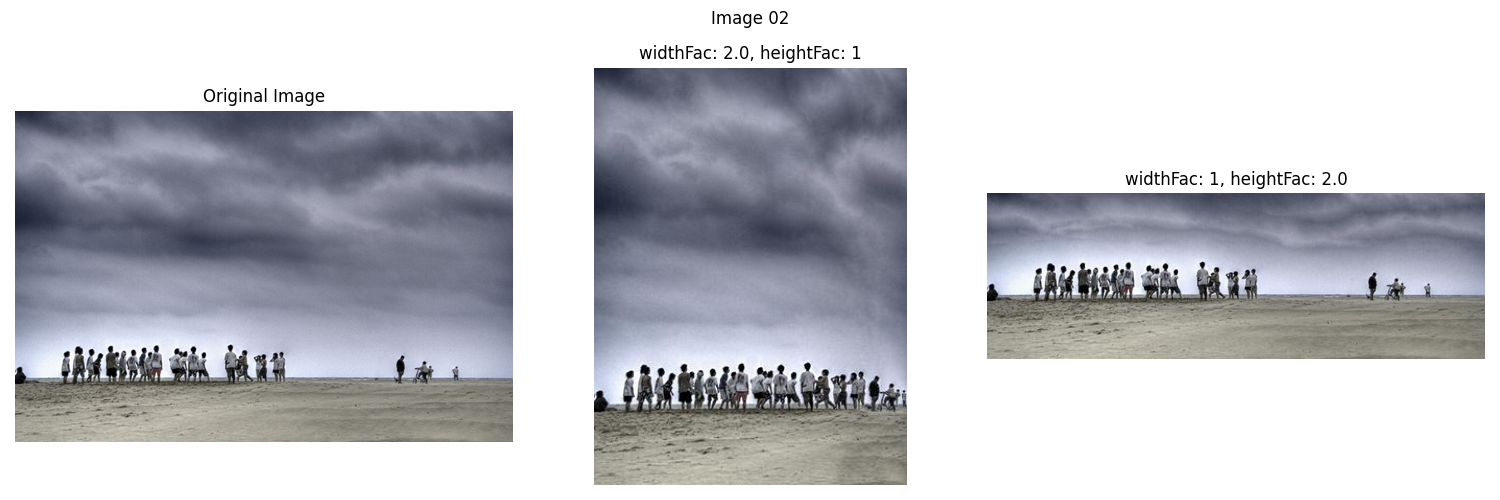 Image 02
Original Image
widthFac: 2.0, heightFac: 1
widthFac: 1, heightFac: 2.0